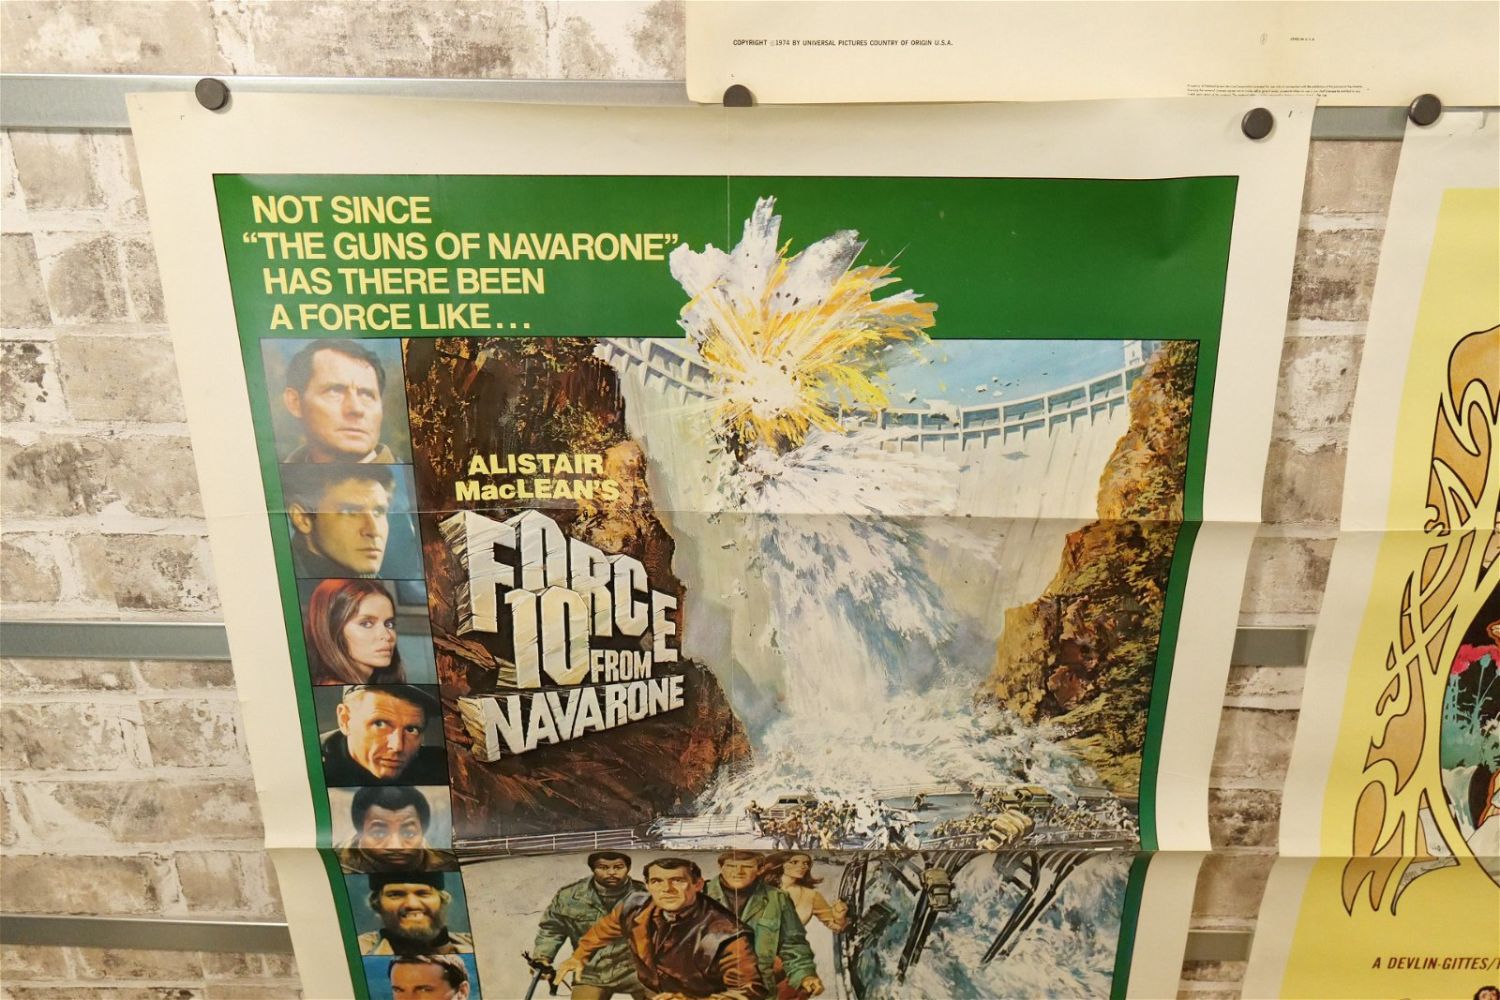 COPYRIGHT ©1974 BY UNIVERSAL PICTURES COUNTRY OF ORIGIN U.S.A.
NOT SINCE
“THE GUNS OF NAVARONE”
HAS THERE BEEN
A FORCE LIKE...
ALISTAIR
MacLEAN'S
FORCE
10 FROM
NAVARONE
A DEVLIN-GITTES/